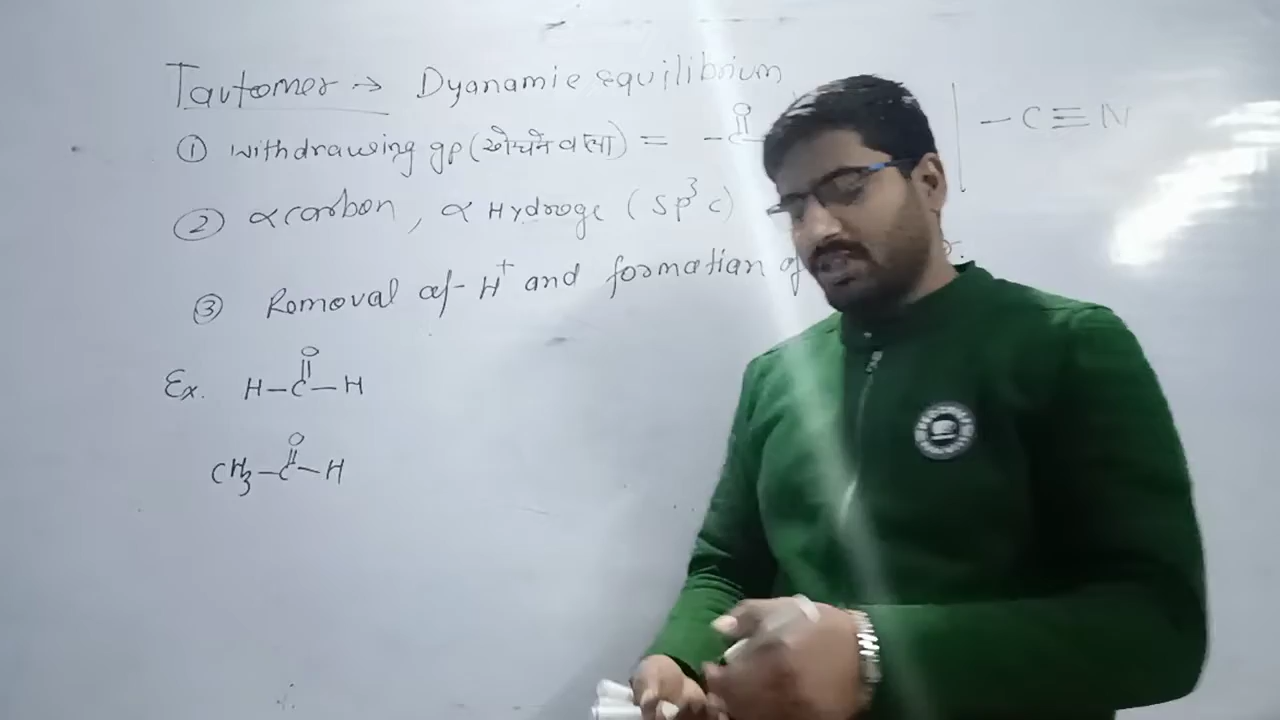 Tautomer → Dyanamic equilibrium
① withdrawing gp (खींचने वाला) = -C | -C≡N
O
② α carbon, α Hydroge (sp³ c)
③ Romoval of H⁺ and formation of
Ex. H-C-H
O
CH₃-C-H
O